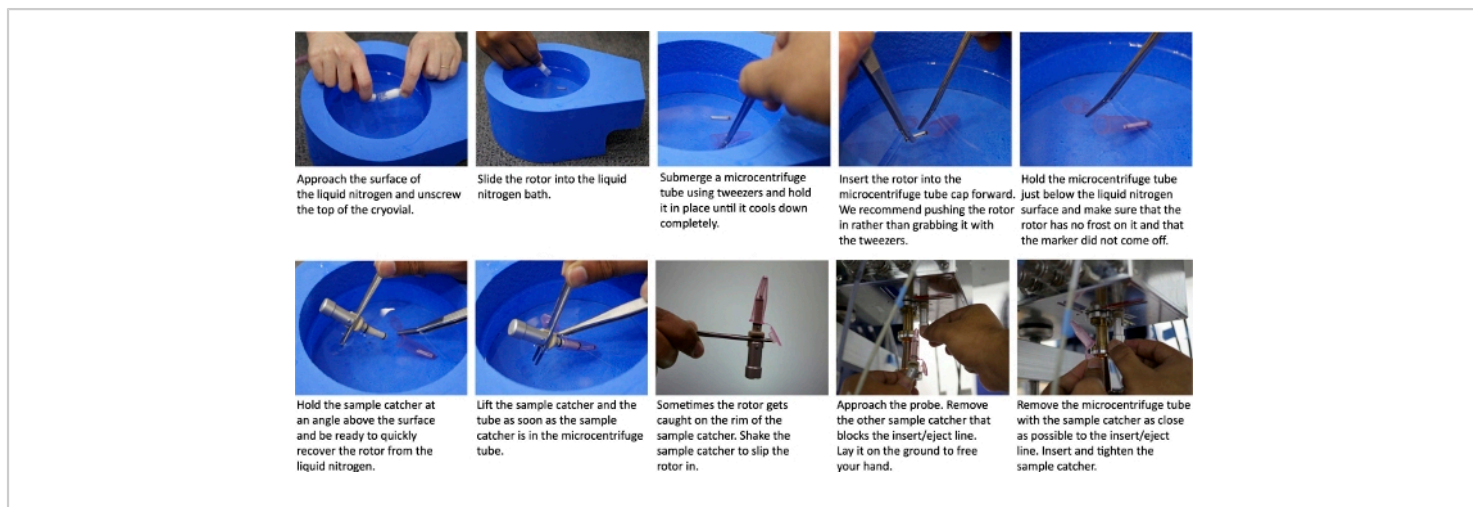 Approach the surface of
the liquid nitrogen and unscrew
the top of the cryovial.
Slide the rotor into the liquid
nitrogen bath.
Submerge a microcentrifuge
tube using tweezers and hold
it in place until it cools down
completely.
Insert the rotor into the
microcentrifuge tube cap forward.
We recommend pushing the rotor
in rather than grabbing it with
the tweezers.
Hold the microcentrifuge tube
just below the liquid nitrogen
surface and make sure that the
rotor has no frost on it and that
the marker did not come off.
Hold the sample catcher at
an angle above the surface
and be ready to quickly
recover the rotor from the
liquid nitrogen.
Lift the sample catcher and the
tube as soon as the sample
catcher is in the microcentrifuge
tube.
Sometimes the rotor gets
caught on the rim of the
sample catcher. Shake the
sample catcher to slip the
rotor in.
Approach the probe. Remove
the other sample catcher that
blocks the insert/eject line.
Lay it on the ground to free
your hand.
Remove the microcentrifuge tube
with the sample catcher as close
as possible to the insert/eject
line. Insert and tighten the
sample catcher.